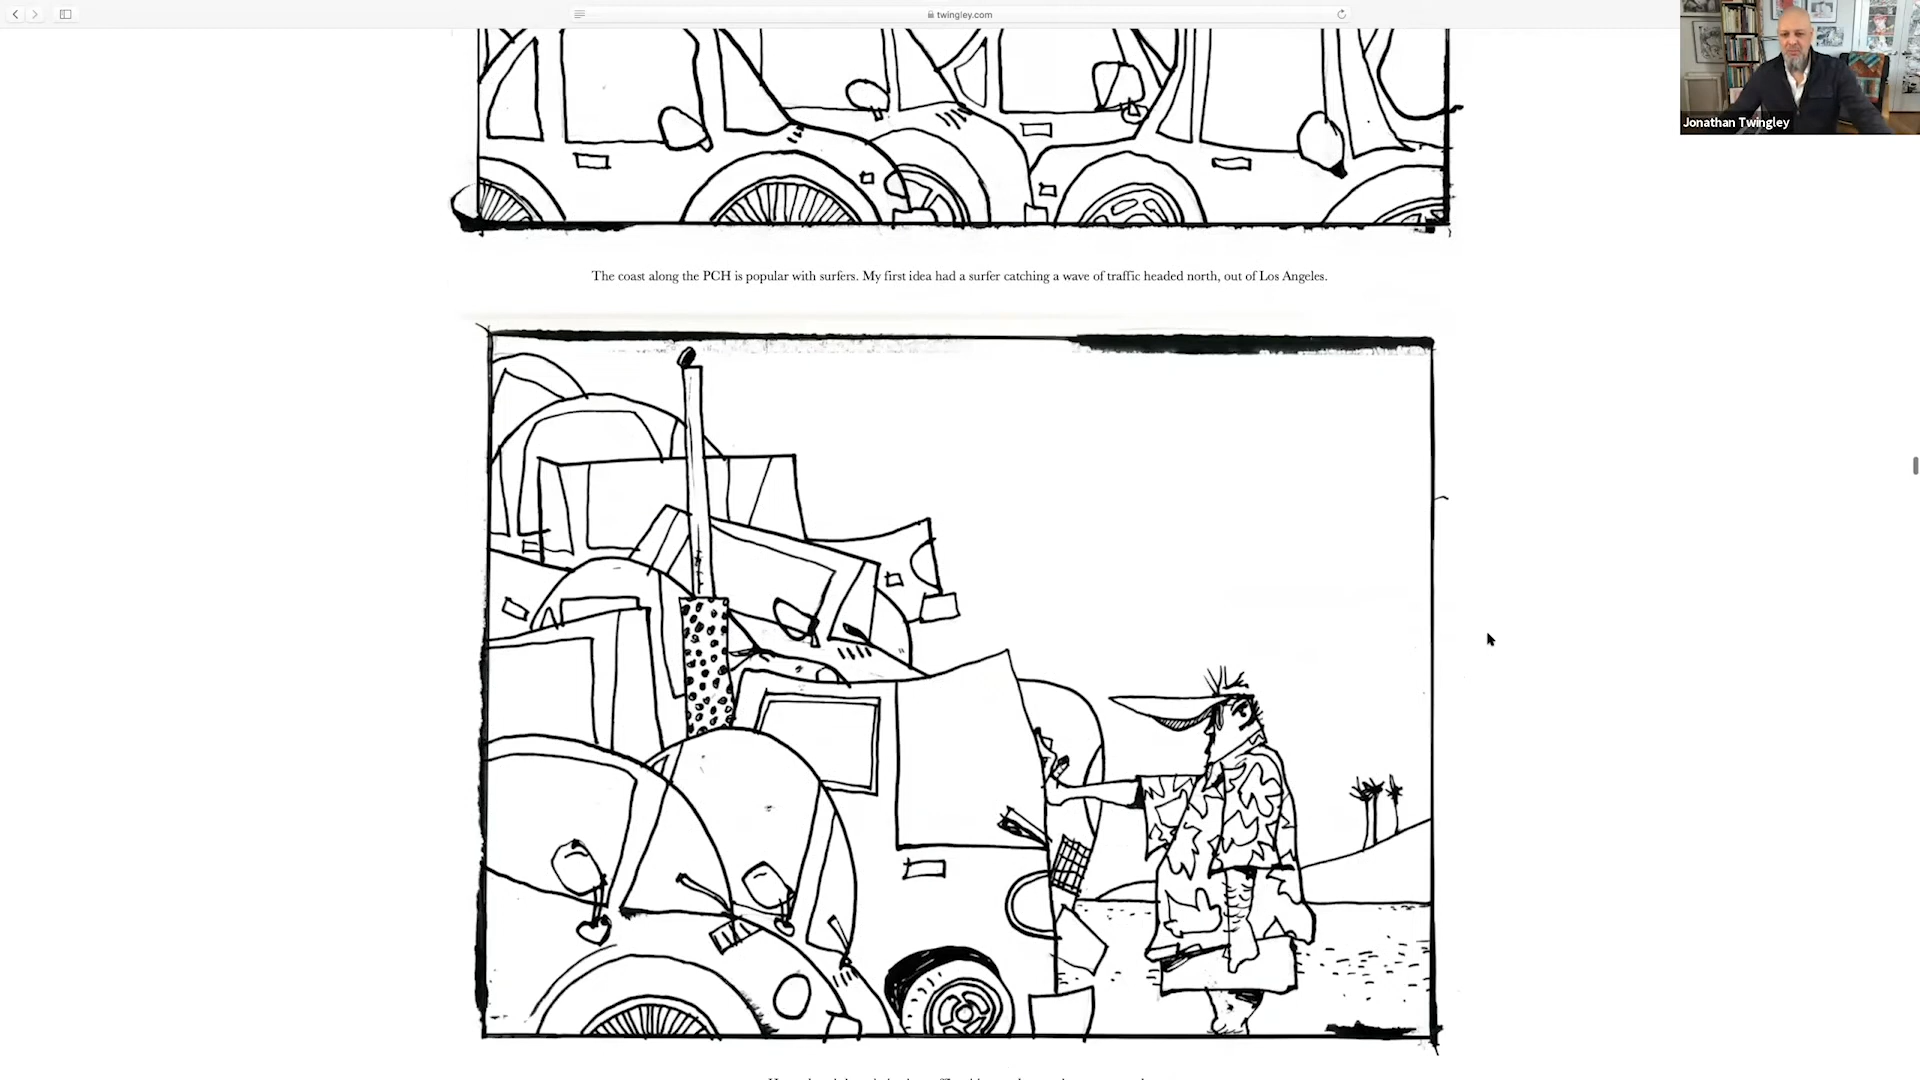 twingley.com
Jonathan Twingley
The coast along the PCH is popular with surfers. My first idea had a surfer catching a wave of traffic headed north, out of Los Angeles.